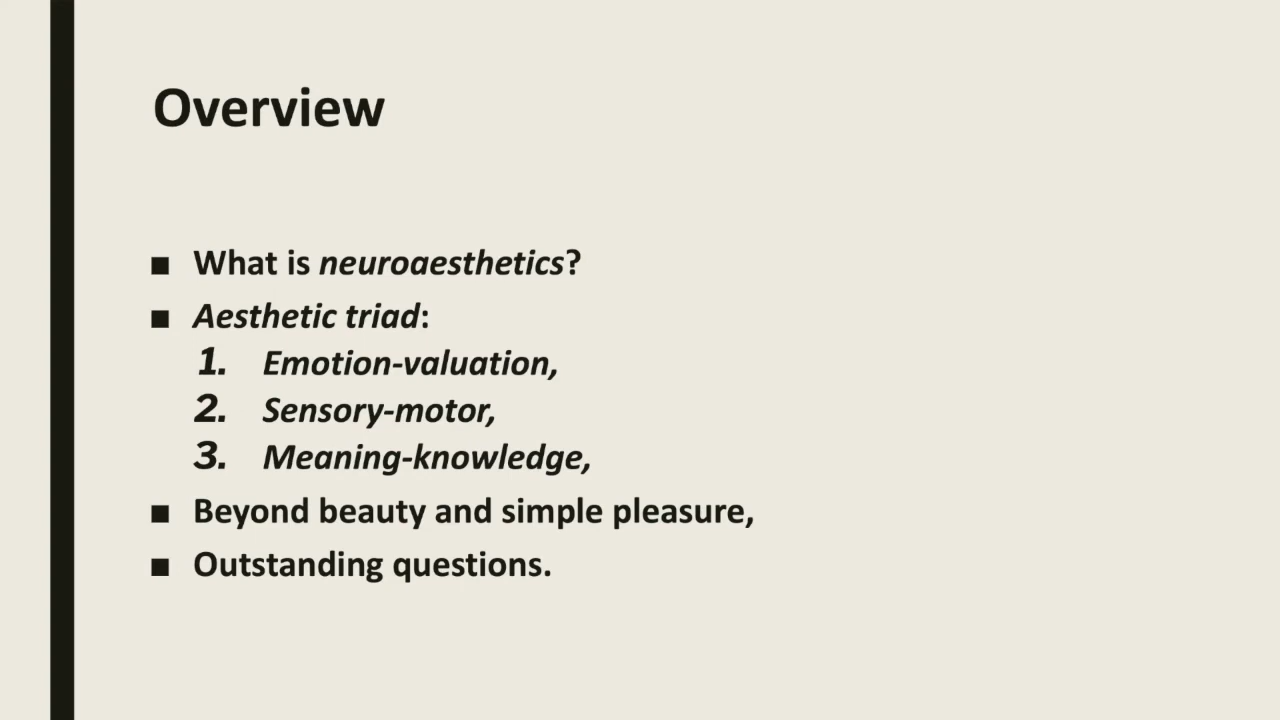 Overview
■ What is neuroaesthetics?
■ Aesthetic triad:
1. Emotion-valuation,
2. Sensory-motor,
3. Meaning-knowledge,
■ Beyond beauty and simple pleasure,
■ Outstanding questions.